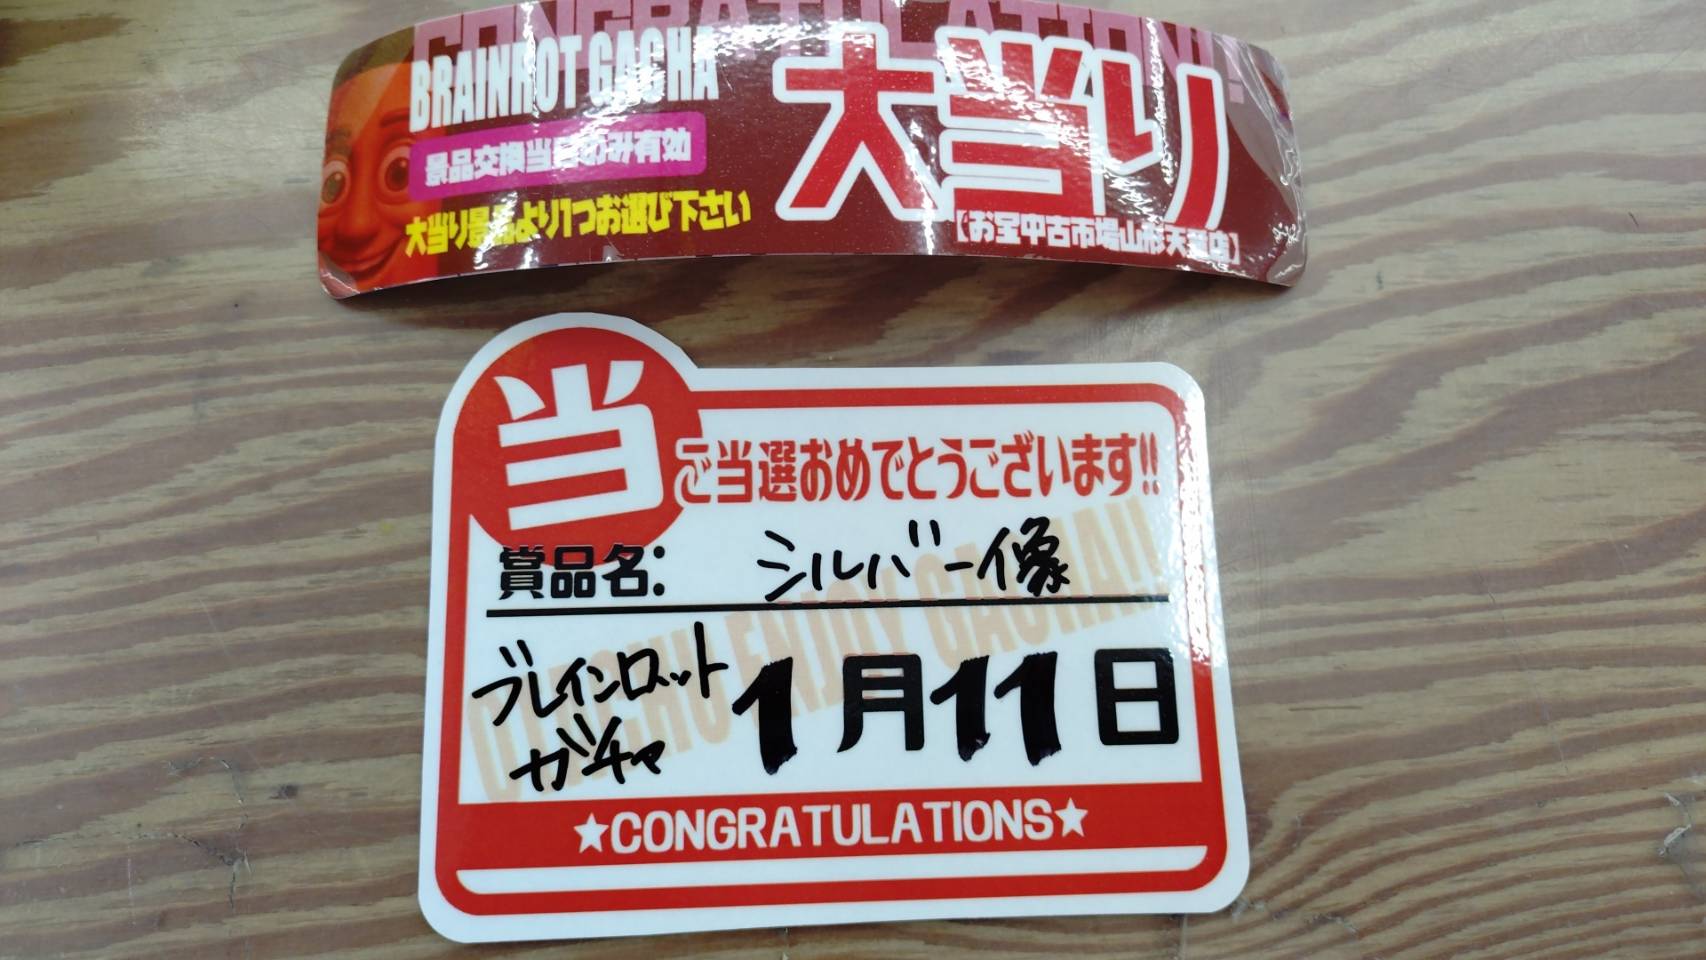 CONGRATULATION!
BRAINROT GACHA
大当り
景品交換当日のみ有効
大当り景品より1つお選び下さい
【お宝中古市場山形天童店】
当
ご当選おめでとうございます!!
賞品名: シルバー像
ブレインロット
ガチャ
1月11日
★CONGRATULATIONS★